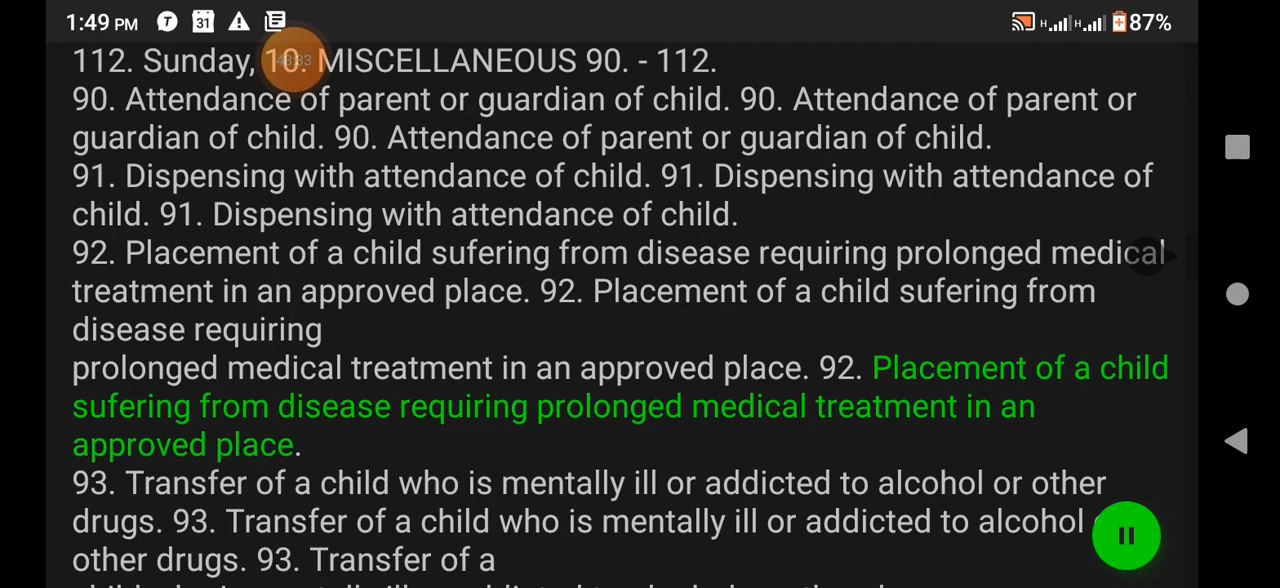 1:49 PM T 31 H H 87%
112. Sunday, 10. MISCELLANEOUS 90. - 112.
90. Attendance of parent or guardian of child. 90. Attendance of parent or
guardian of child. 90. Attendance of parent or guardian of child.
91. Dispensing with attendance of child. 91. Dispensing with attendance of
child. 91. Dispensing with attendance of child.
92. Placement of a child sufering from disease requiring prolonged medical
treatment in an approved place. 92. Placement of a child sufering from
disease requiring
prolonged medical treatment in an approved place. 92. Placement of a child
sufering from disease requiring prolonged medical treatment in an
approved place.
93. Transfer of a child who is mentally ill or addicted to alcohol or other
drugs. 93. Transfer of a child who is mentally ill or addicted to alcohol
other drugs. 93. Transfer of a